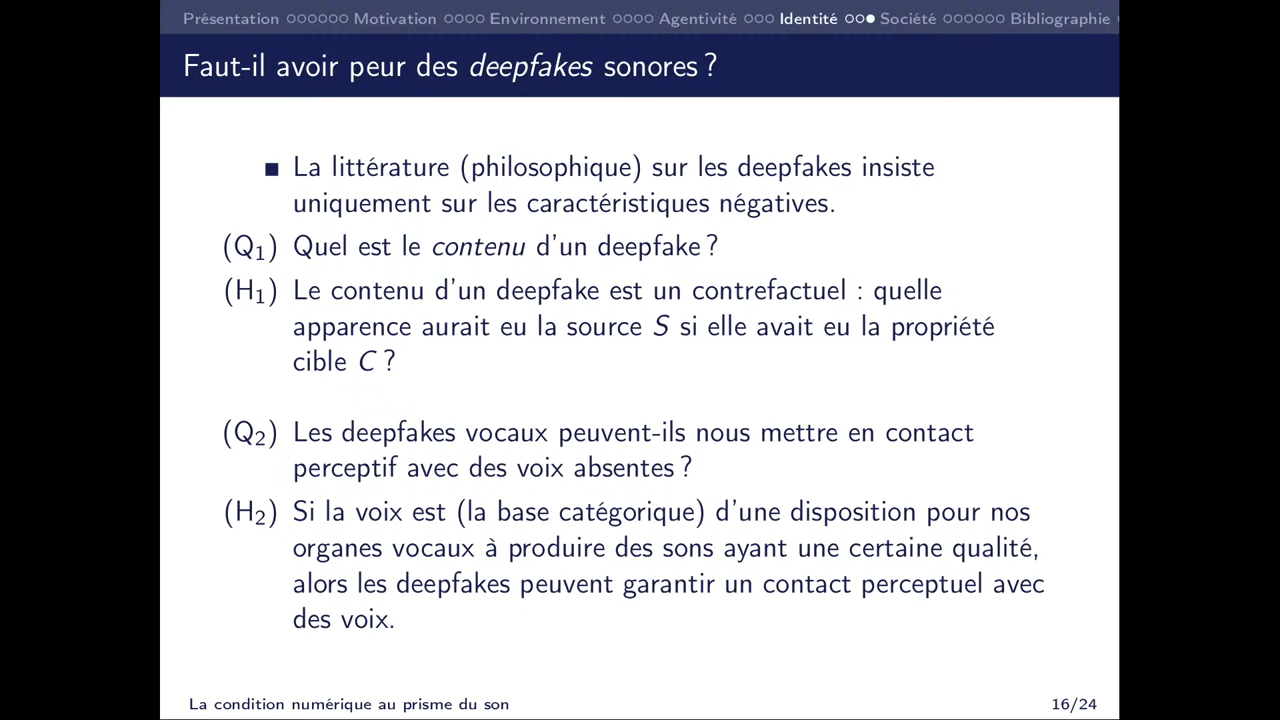 Présentation Motivation Environnement Agentivité Identité Société Bibliographie
Faut-il avoir peur des deepfakes sonores ?
La littérature (philosophique) sur les deepfakes insiste
uniquement sur les caractéristiques négatives.
(Q1) Quel est le contenu d'un deepfake ?
(H1) Le contenu d'un deepfake est un contrefactuel : quelle
apparence aurait eu la source S si elle avait eu la propriété
cible C ?
(Q2) Les deepfakes vocaux peuvent-ils nous mettre en contact
perceptif avec des voix absentes ?
(H2) Si la voix est (la base catégorique) d'une disposition pour nos
organes vocaux à produire des sons ayant une certaine qualité,
alors les deepfakes peuvent garantir un contact perceptuel avec
des voix.
La condition numérique au prisme du son 16/24